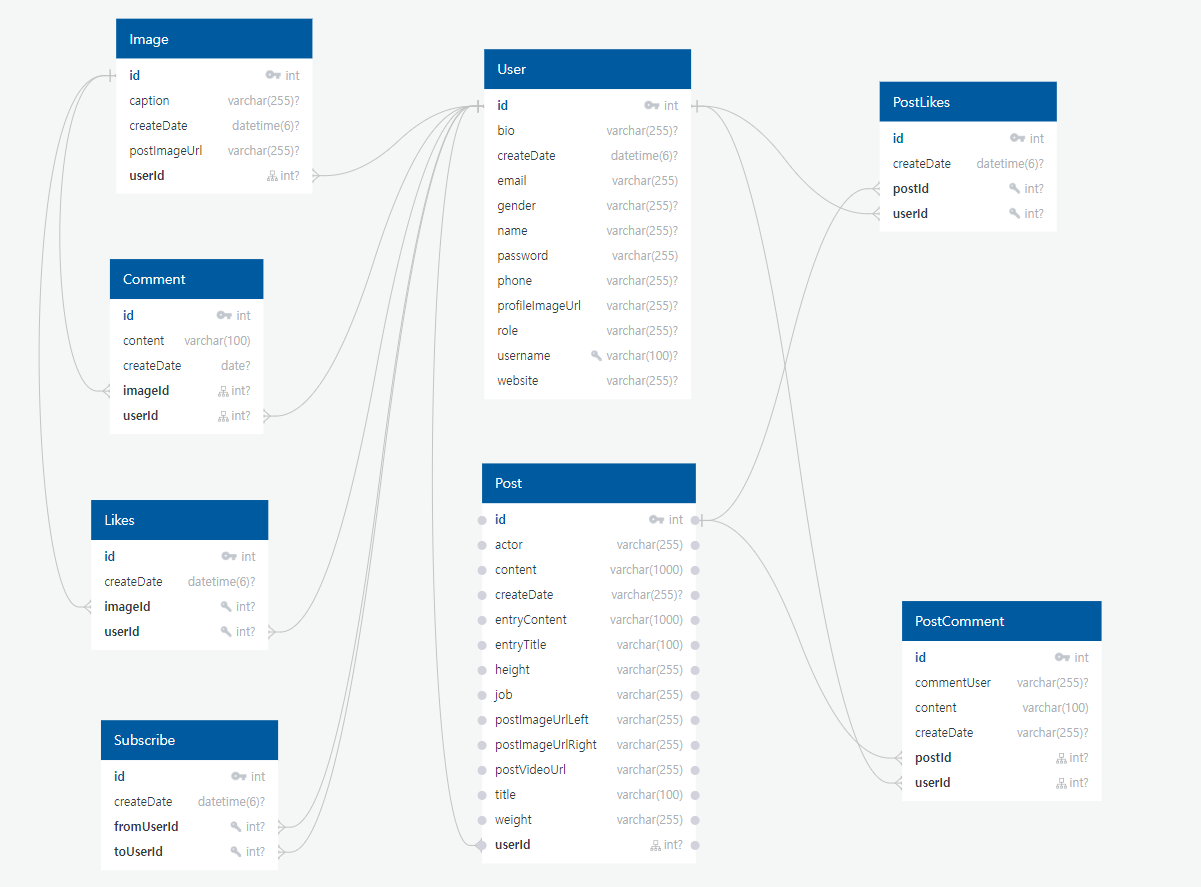 Image
id int
caption varchar(255)?
createDate datetime(6)?
postImageUrl varchar(255)?
userId int?
Comment
id int
content varchar(100)
createDate date?
imageId int?
userId int?
Likes
id int
createDate datetime(6)?
imageId int?
userId int?
Subscribe
id int
createDate datetime(6)?
fromUserId int?
toUserId int?
User
id int
bio varchar(255)?
createDate datetime(6)?
email varchar(255)
gender varchar(255)?
name varchar(255)?
password varchar(255)
phone varchar(255)?
profileImageUrl varchar(255)?
role varchar(255)?
username varchar(100)?
website varchar(255)?
Post
id int
actor varchar(255)
content varchar(1000)
createDate varchar(255)?
entryContent varchar(1000)
entryTitle varchar(100)
height varchar(255)
job varchar(255)
postImageUrlLeft varchar(255)
postImageUrlRight varchar(255)
postVideoUrl varchar(255)
title varchar(100)
weight varchar(255)
userId int?
PostLikes
id int
createDate datetime(6)?
postId int?
userId int?
PostComment
id int
commentUser varchar(255)?
content varchar(100)
createDate varchar(255)?
postId int?
userId int?